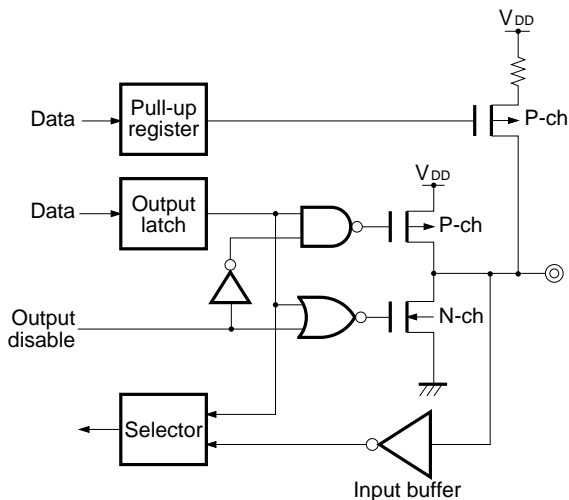 VDD
Data
Pull-up
register
P-ch
Data
Output
latch
VDD
P-ch
Output
disable
N-ch
Selector
Input buffer